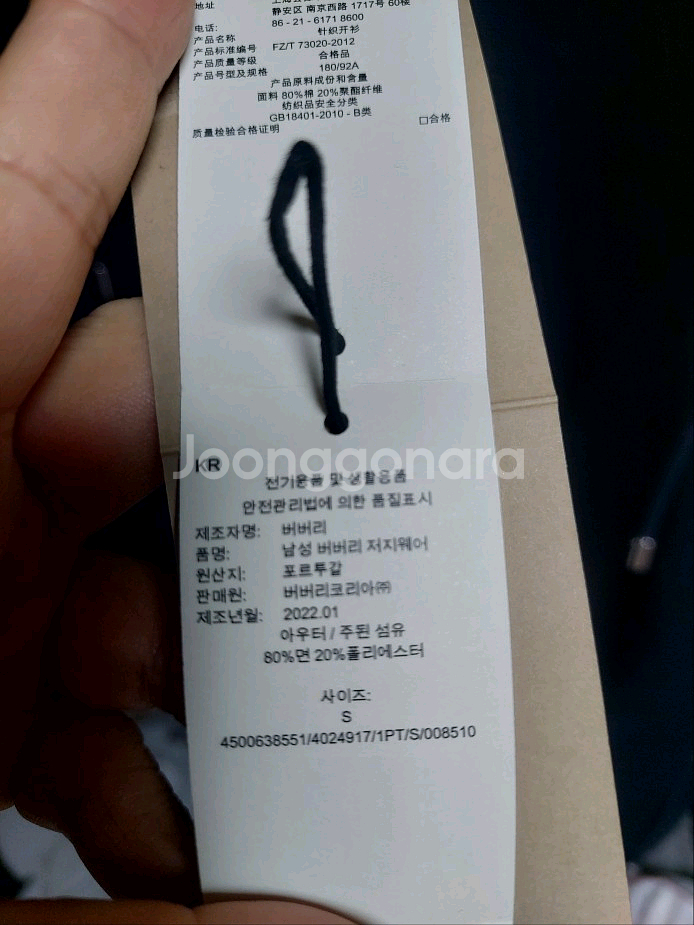 地址
静安区 南京西路 1717号 60楼
电话: 86 - 21 - 6171 8600
产品名称 针织开衫
产品标准编号 FZ/T 73020-2012
产品质量等级 合格品
产品号型及规格 180/92A
产品原料成份和含量
面料 80%棉 20%聚酯纤维
纺织品安全分类
GB18401-2010 - B类
质量检验合格证明 □合格
Joonggonara
KR
전기용품 및 생활용품
안전관리법에 의한 품질표시
제조자명: 버버리
품명: 남성 버버리 저지웨어
원산지: 포르투갈
판매원: 버버리코리아㈜
제조년월: 2022.01
아우터 / 주된 섬유
80%면 20%폴리에스터
사이즈:
S
4500638551/4024917/1PT/S/008510